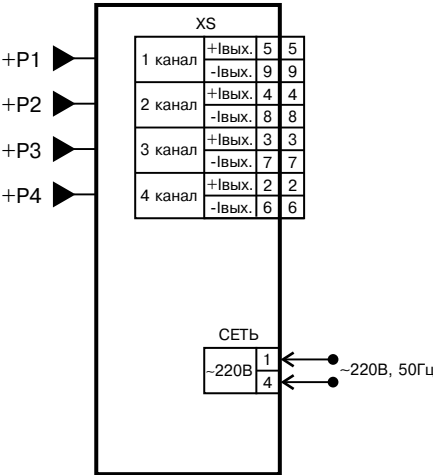 XS
+P1
1 канал +Iвых. 5 5
-Iвых. 9 9
+P2
2 канал +Iвых. 4 4
-Iвых. 8 8
+P3
3 канал +Iвых. 3 3
-Iвых. 7 7
+P4
4 канал +Iвых. 2 2
-Iвых. 6 6
СЕТЬ
~220В 1
4
~220В, 50Гц